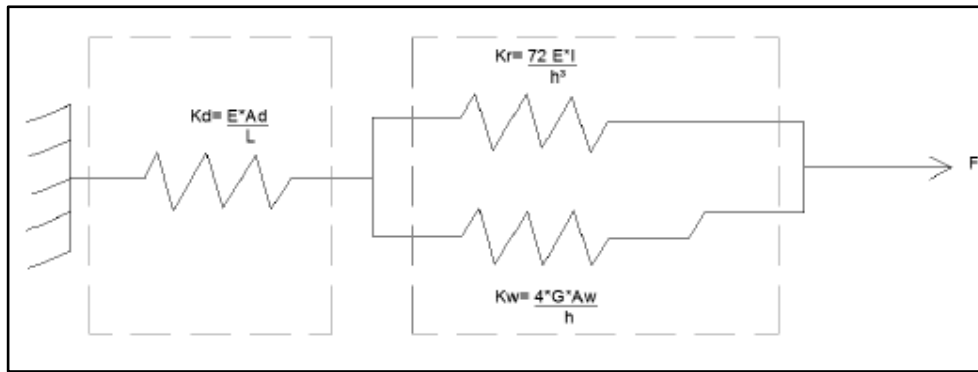 Kr= 72 E*I
h³
Kd= E*Ad
L
F
Kw= 4*G*Aw
h